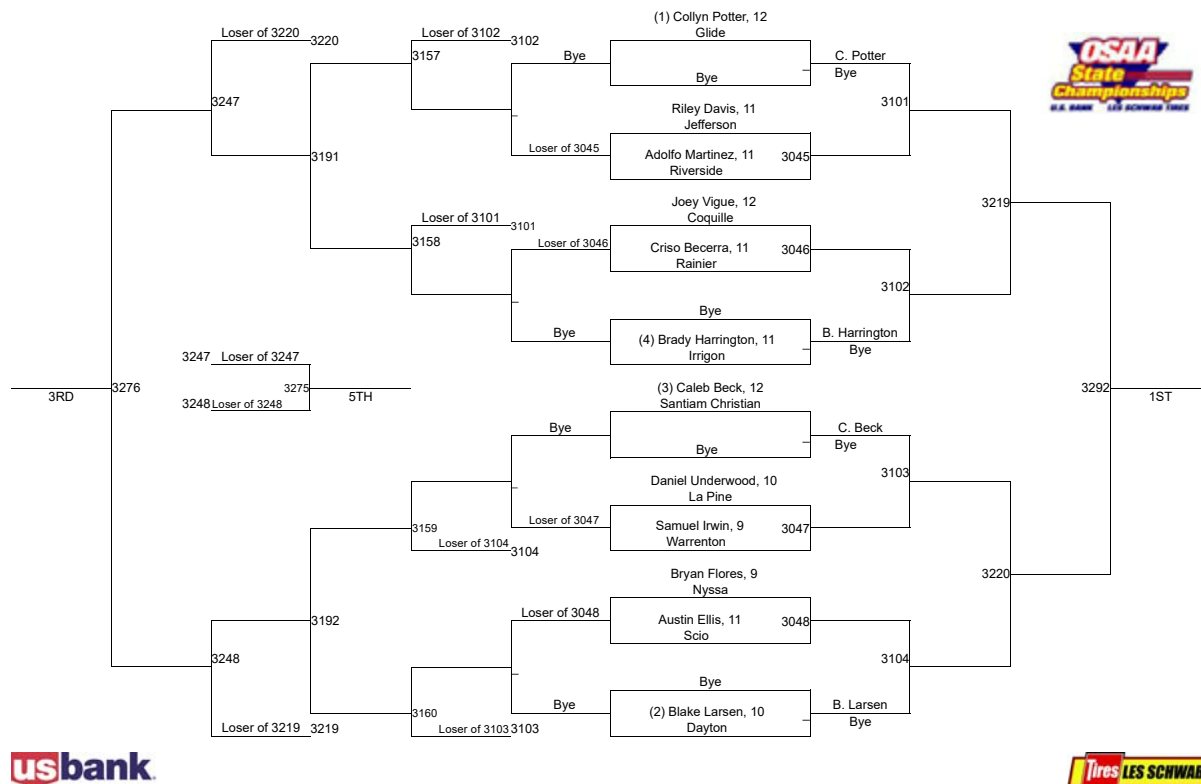 (1) Collyn Potter, 12
Glide
Loser of 3220
3220
Loser of 3102
3102
3157
Bye
Bye
C. Potter
Bye
OSAA
State
Championships
U.S. BANK LES SCHWAB TIRES
3247
3101
Riley Davis, 11
Jefferson
Loser of 3045
Adolfo Martinez, 11
Riverside
3045
3191
Joey Vigue, 12
Coquille
3219
Loser of 3101
3101
3158
Loser of 3046
Criso Becerra, 11
Rainier
3046
3102
Bye
Bye
(4) Brady Harrington, 11
Irrigon
B. Harrington
Bye
3247
Loser of 3247
3RD
3276
3275
5TH
3248
Loser of 3248
(3) Caleb Beck, 12
Santiam Christian
3292
1ST
Bye
Bye
C. Beck
Bye
3103
Daniel Underwood, 10
La Pine
Loser of 3047
Samuel Irwin, 9
Warrenton
3047
3159
Loser of 3104
3104
Bryan Flores, 9
Nyssa
3220
Loser of 3048
Austin Ellis, 11
Scio
3048
3192
3248
3104
Bye
Bye
(2) Blake Larsen, 10
Dayton
B. Larsen
Bye
3160
Loser of 3219
3219
Loser of 3103
3103
usbank.
Tires LES SCHWAB